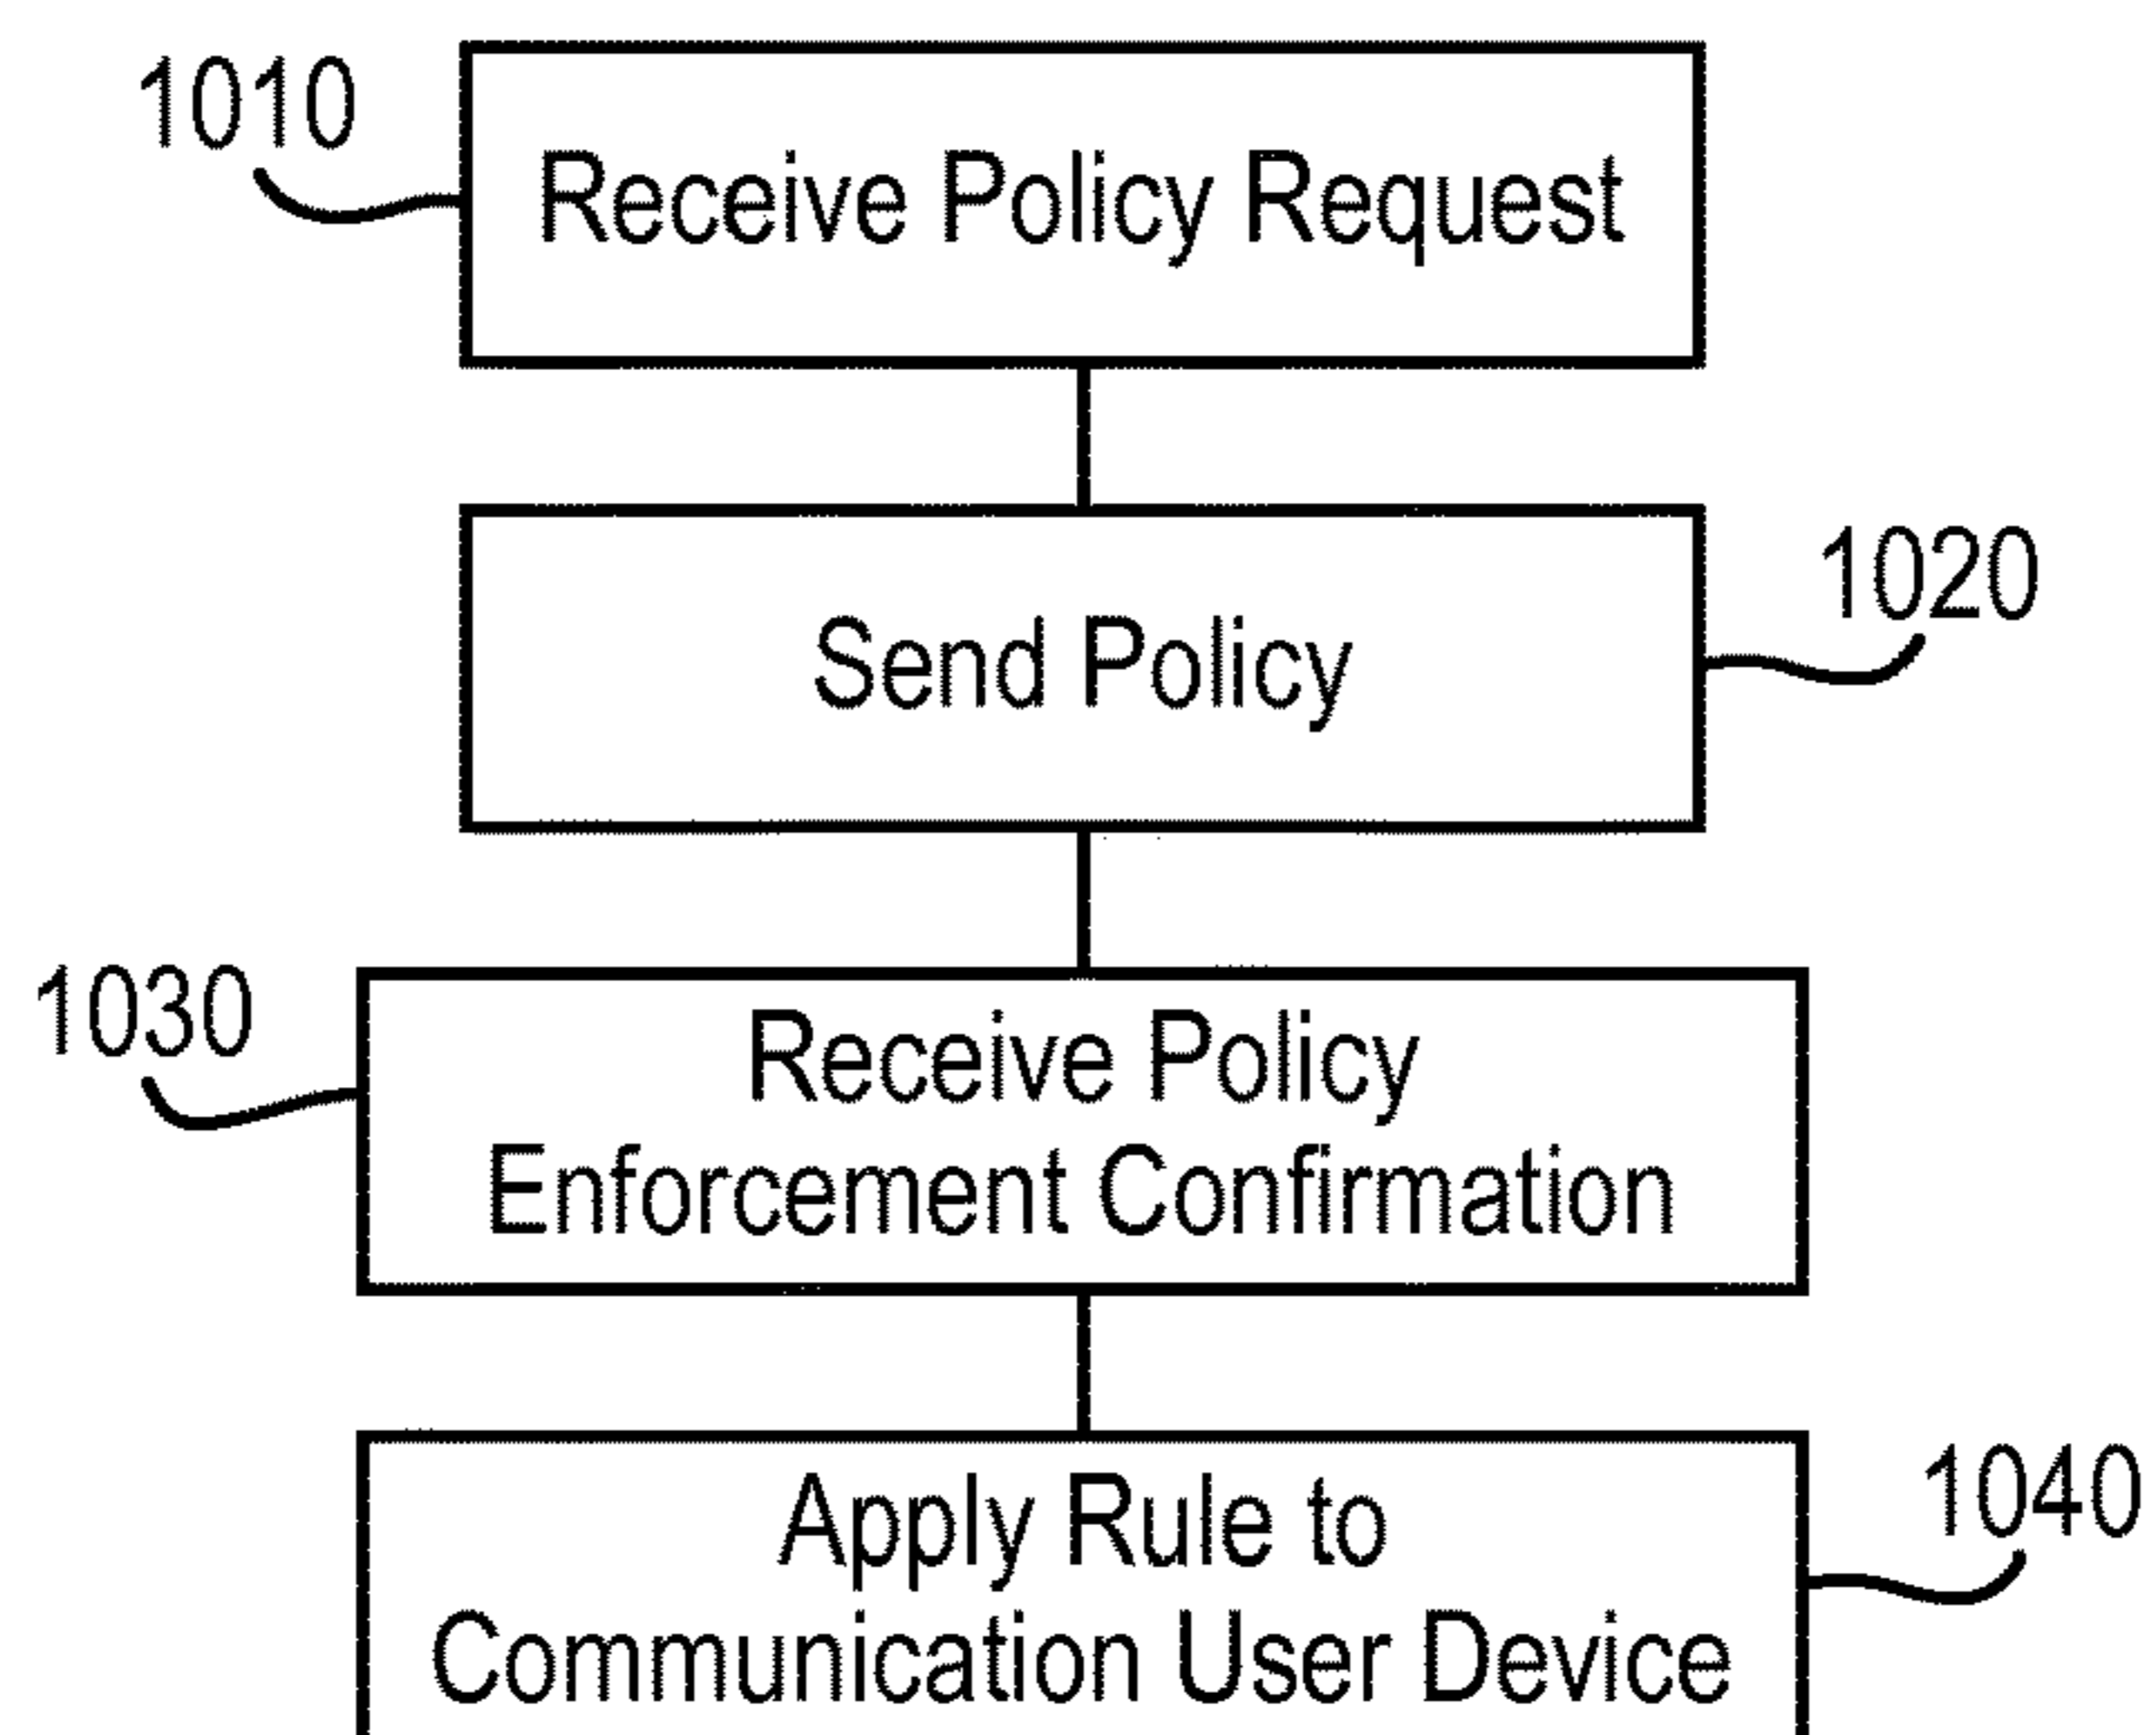 1010
Receive Policy Request
Send Policy
1020
1030
Receive Policy
Enforcement Confirmation
Apply Rule to
Communication User Device
1040